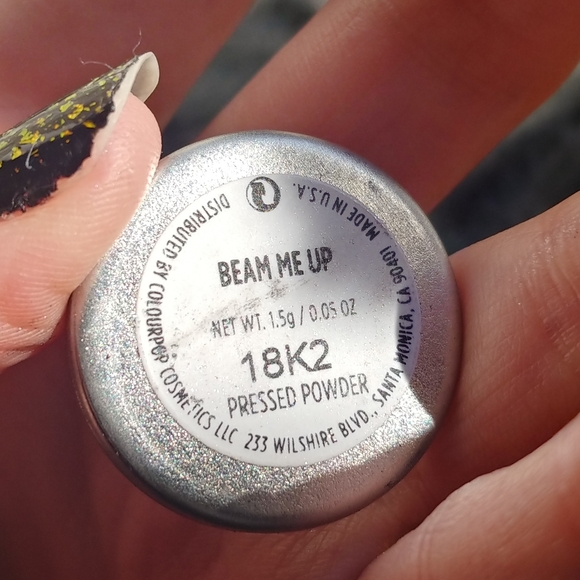 BEAM ME UP
NET WT. 1.5g / 0.05 OZ
18K2
PRESSED POWDER
DISTRIBUTED BY COLOURPOP COSMETICS LLC 233 WILSHIRE BLVD., SANTA MONICA, CA 90401 MADE IN U.S.A.